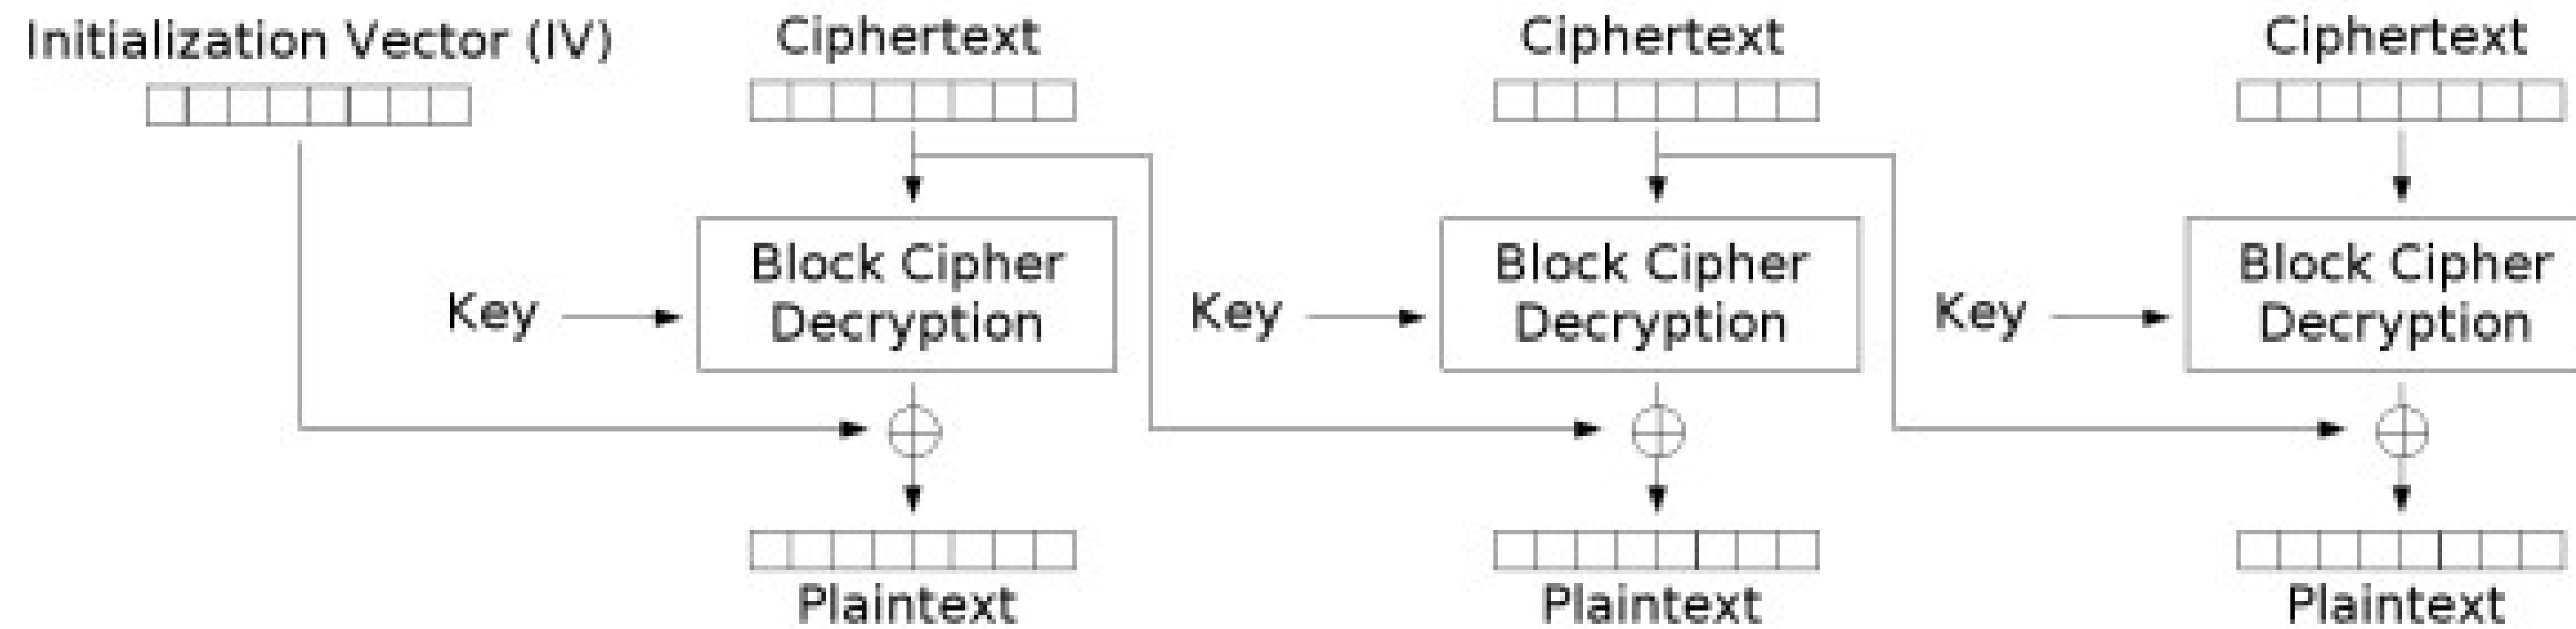 Initialization Vector (IV)
Ciphertext
Ciphertext
Ciphertext
Key
Block Cipher
Decryption
Key
Block Cipher
Decryption
Key
Block Cipher
Decryption
Plaintext
Plaintext
Plaintext